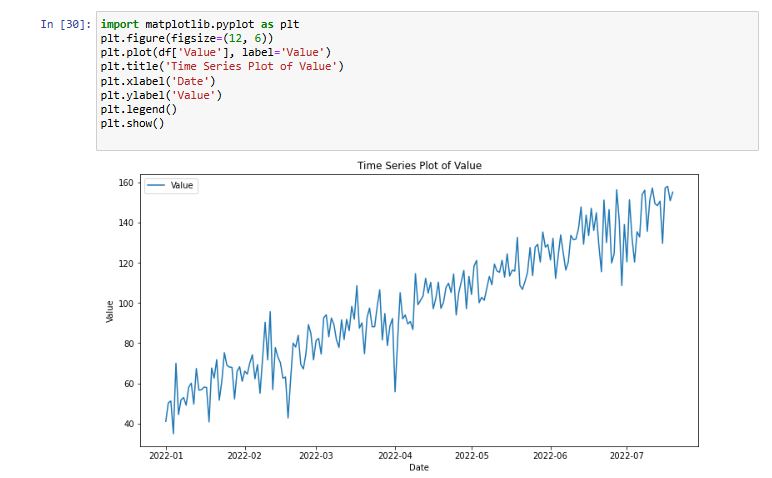 In [30]: import matplotlib.pyplot as plt
plt.figure(figsize=(12, 6))
plt.plot(df['Value'], label='Value')
plt.title('Time Series Plot of Value')
plt.xlabel('Date')
plt.ylabel('Value')
plt.legend()
plt.show()
Time Series Plot of Value
Value
160
140
120
100
80
60
40
Value
2022-01 2022-02 2022-03 2022-04 2022-05 2022-06 2022-07
Date